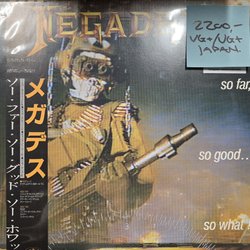 MEGADE
2200,-
VG+/VG+
JAPAN.
メガデス
ソー・ファー・ソー・グッド・ソー・ホワッ
so far,
so good...
so what